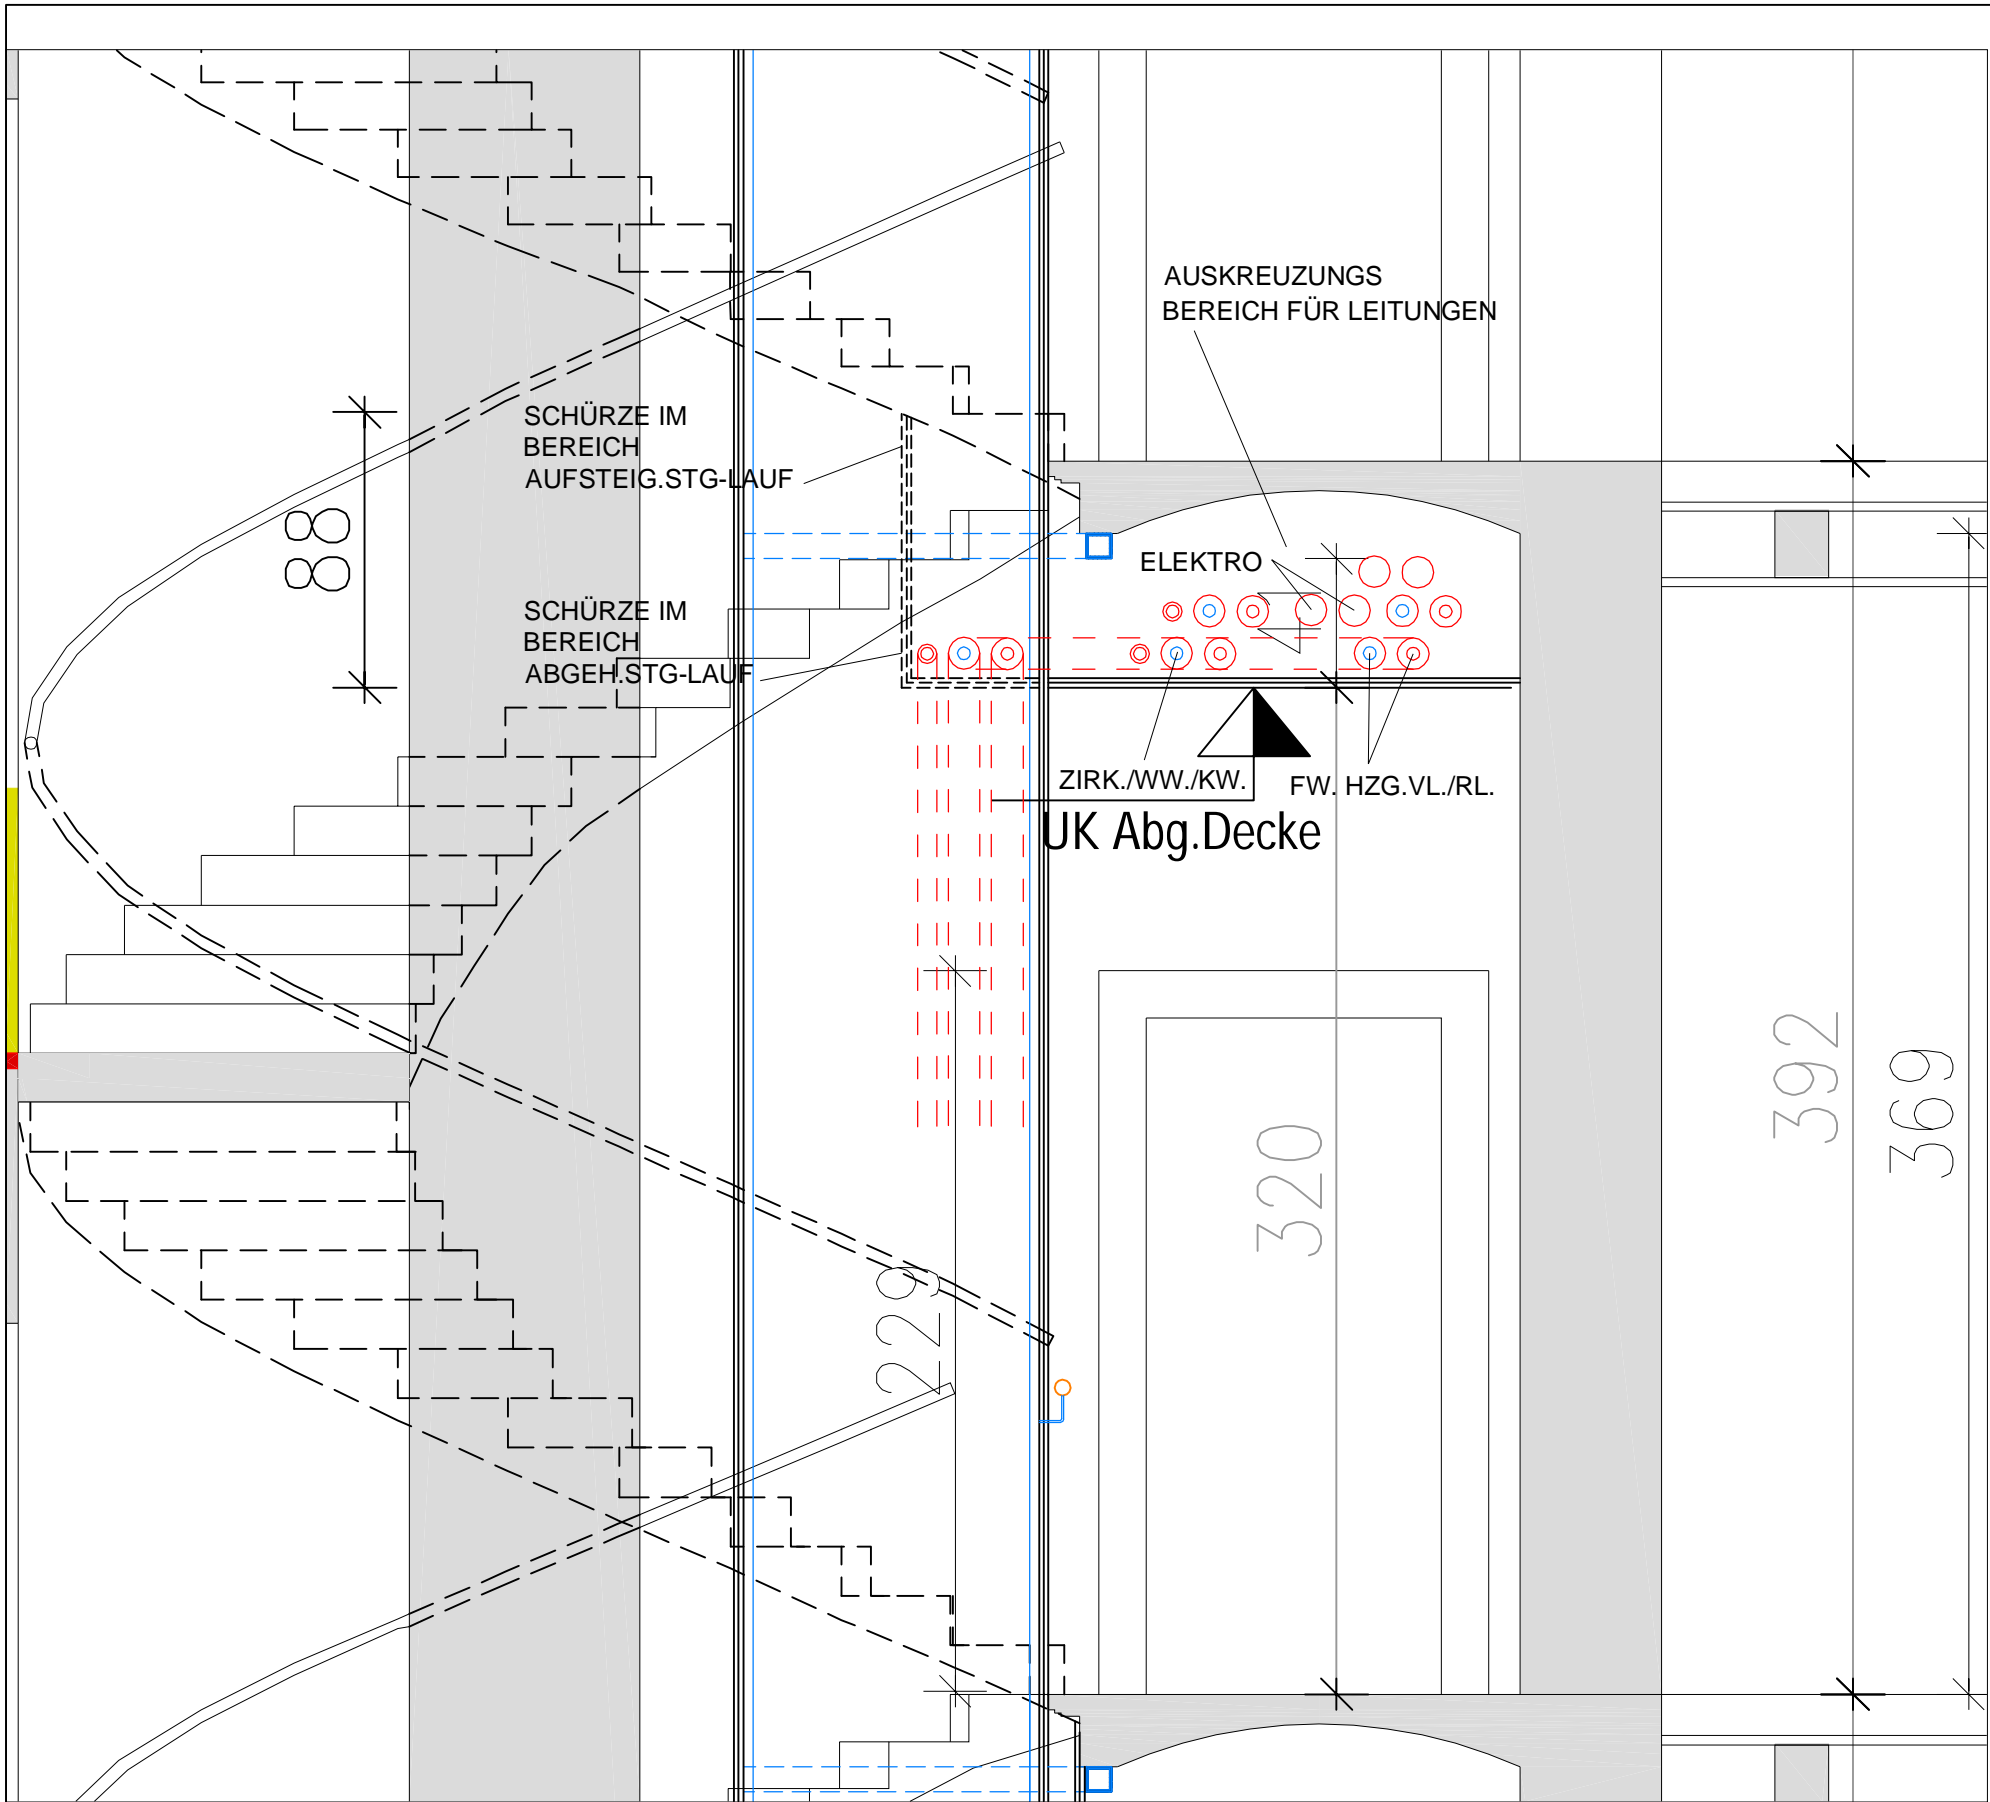 AUSKREUZUNGS
BEREICH FÜR LEITUNGEN
SCHÜRZE IM
BEREICH
AUFSTEIG.STG-LAUF
88
ELEKTRO
SCHÜRZE IM
BEREICH
ABGEH.STG-LAUF
ZIRK./WW./KW.
FW. HZG.VL./RL.
UK Abg.Decke
392
369
320
229